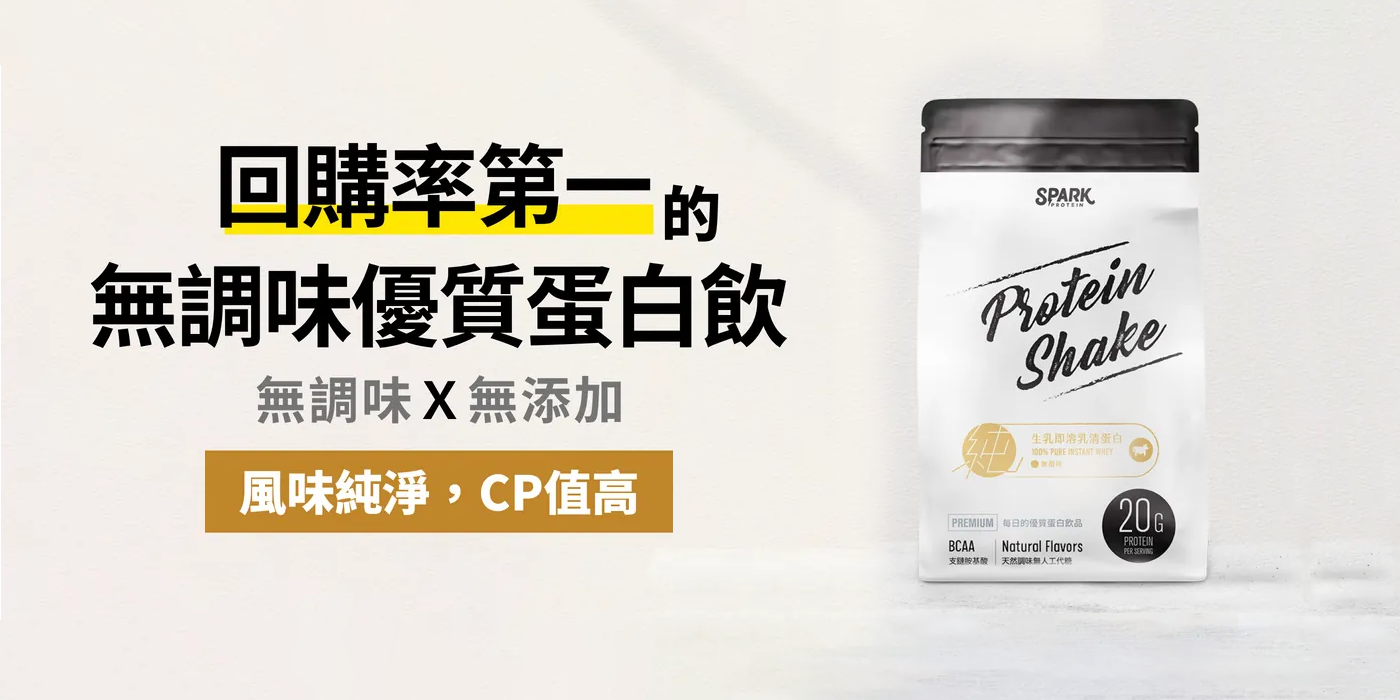 回購率第一的
無調味優質蛋白飲
無調味 X 無添加
風味純淨，CP值高
SPARK
PROTEIN
Protein
Shake
純
生乳即溶乳清蛋白
100% PURE INSTANT WHEY
無調味
PREMIUM 每日的優質蛋白飲品
BCAA
支鏈胺基酸
Natural Flavors
天然調味無人工代糖
20G
PROTEIN
PER SERVING